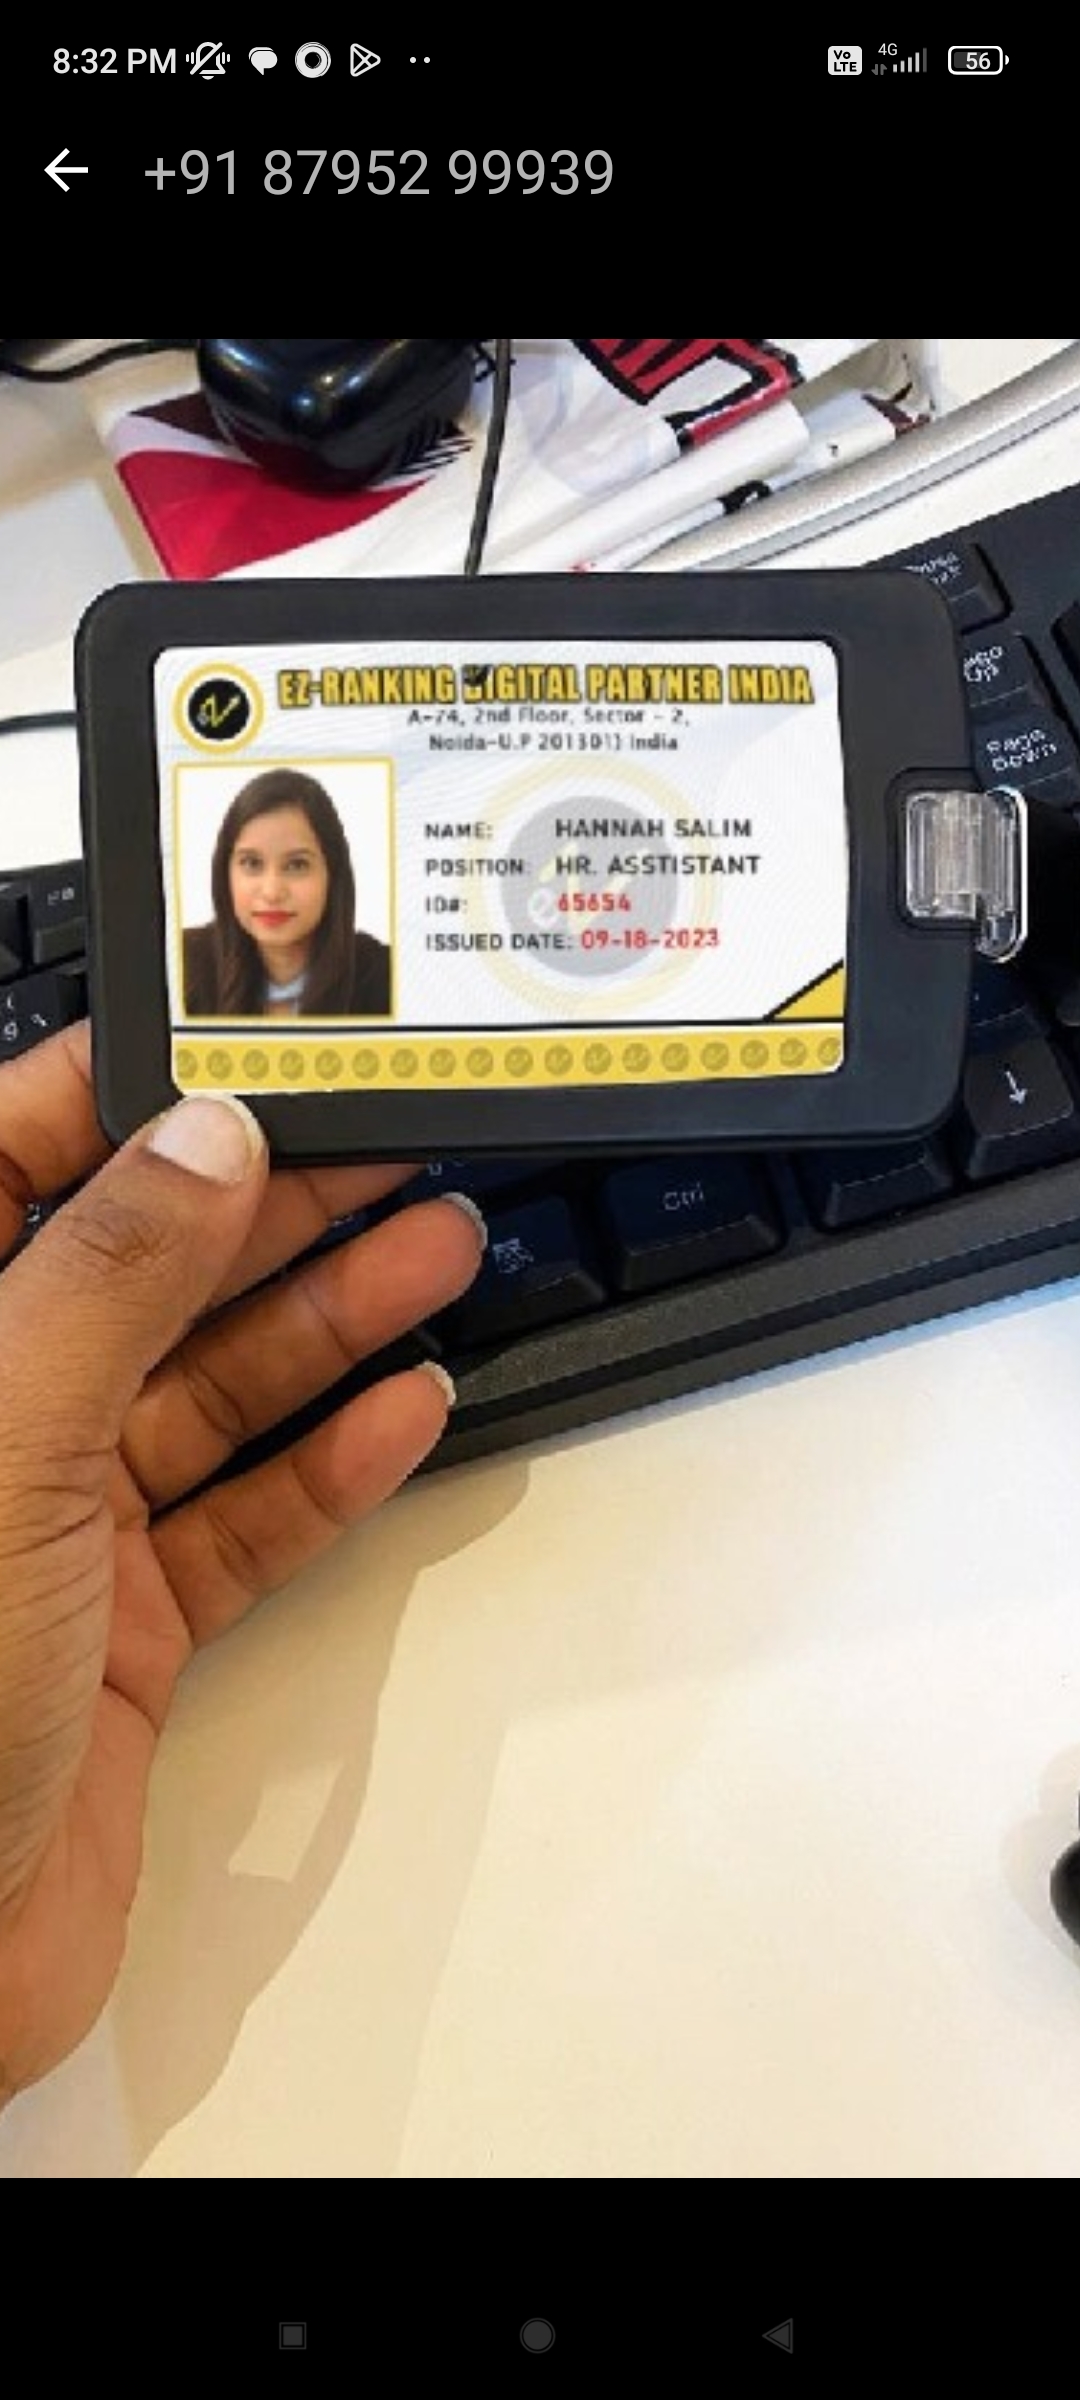 8:32 PM
4G
Vo
LTE
56
+91 87952 99939
EZ-RANKING DIGITAL PARTNER INDIA
A-74, 2nd Floor, Sector - 2,
Noida-U.P 201301) India
NAME: HANNAH SALIM
POSITION: HR. ASSTISTANT
ID#: 65654
ISSUED DATE: 09-18-2023
Page
Up
Page
Down
Ctrl